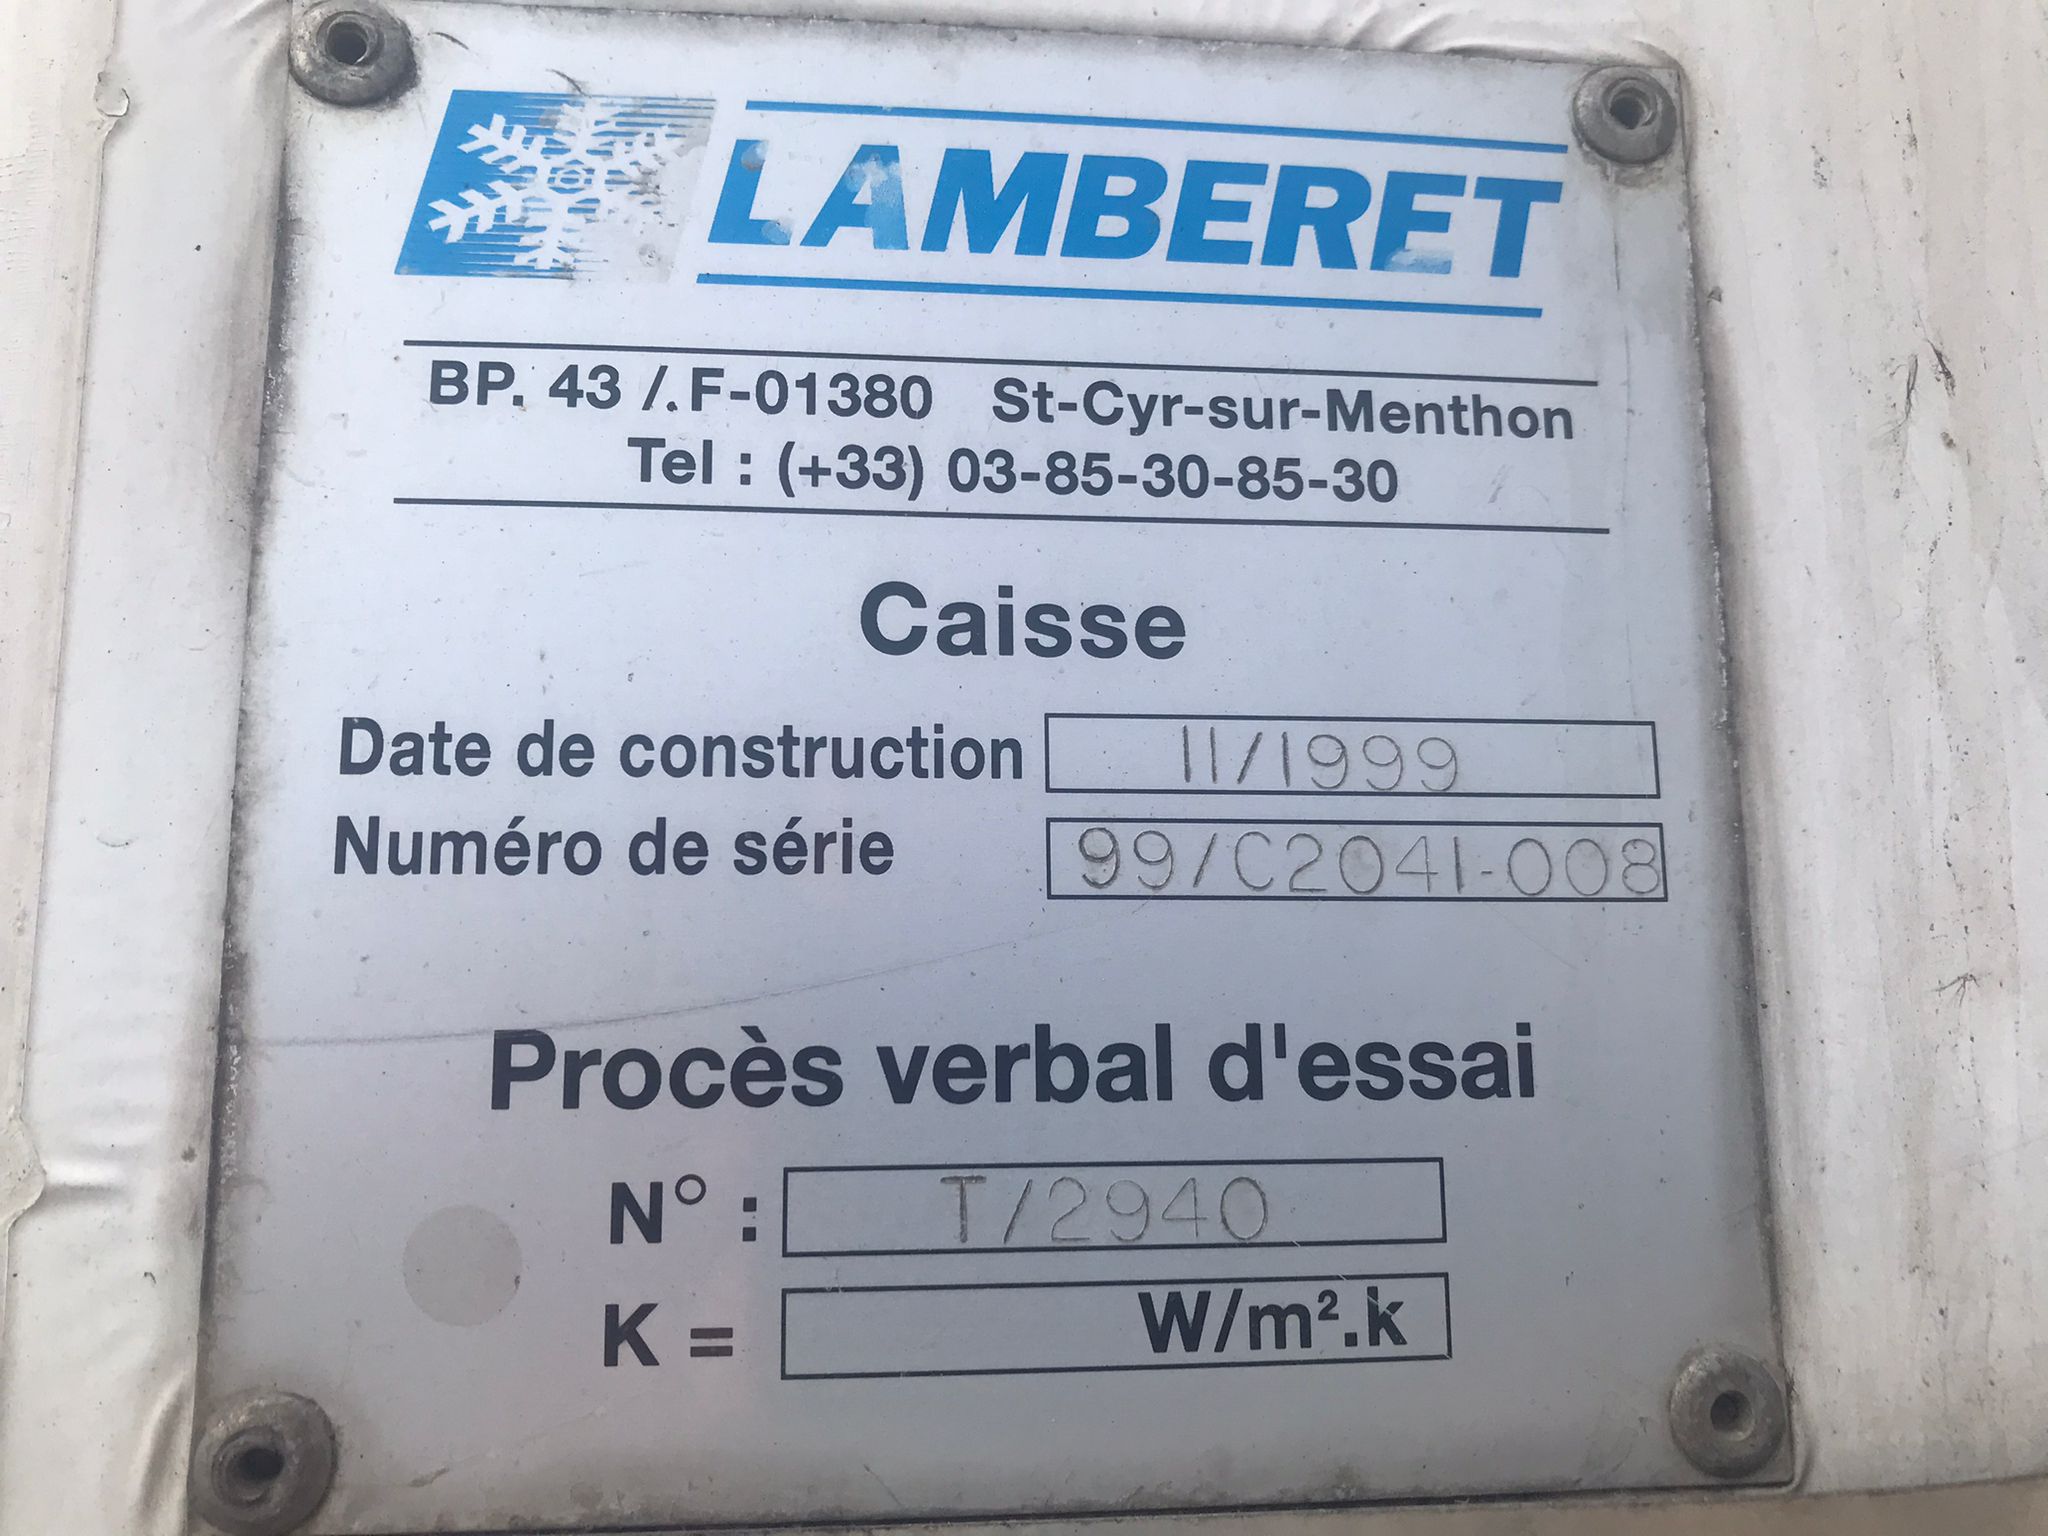 LAMBERET
BP. 43 /. F-01380 St-Cyr-sur-Menthon
Tel : (+33) 03-85-30-85-30
Caisse
Date de construction 11/1999
Numéro de série 99/C2041-008
Procès verbal d'essai
N° : T/2940
K = W/m².k